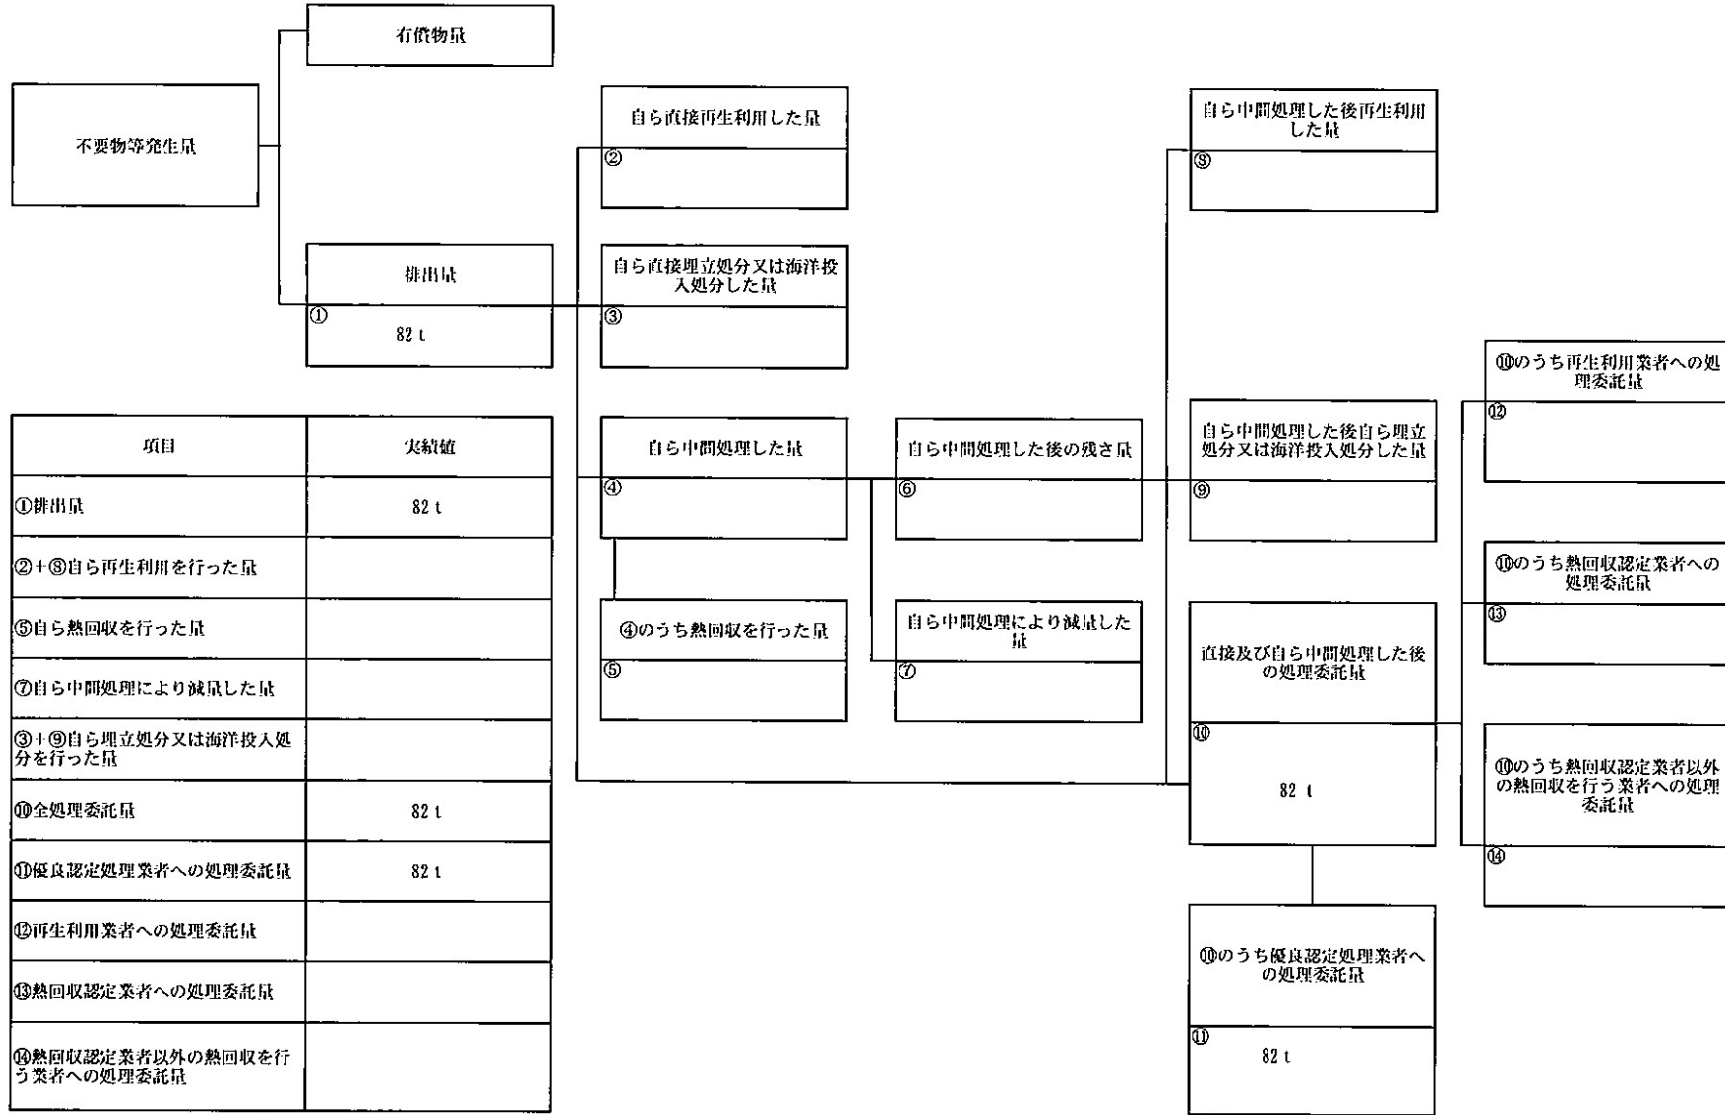 有償物量
不要物等発生量
自ら直接再生利用した量
②
自ら中間処理した後再生利用
した量
⑧
排出量
①
82 t
自ら直接埋立処分又は海洋投
入処分した量
③
項目
実績値
①排出量
82 t
②+⑧自ら再生利用を行った量
⑤自ら熱回収を行った量
⑦自ら中間処理により減量した量
③+⑨自ら埋立処分又は海洋投入処
分を行った量
⑩全処理委託量
82 t
⑪優良認定処理業者への処理委託量
82 t
⑫再生利用業者への処理委託量
⑬熱回収認定業者への処理委託量
⑭熱回収認定業者以外の熱回収を行
う業者への処理委託量
自ら中間処理した量
④
④のうち熱回収を行った量
⑤
自ら中間処理した後の残さ量
⑥
自ら中間処理により減量した
量
⑦
自ら中間処理した後自ら埋立
処分又は海洋投入処分した量
⑨
直接及び自ら中間処理した後
の処理委託量
⑩
82 t
⑩のうち優良認定処理業者へ
の処理委託量
⑪
82 t
⑩のうち再生利用業者への処
理委託量
⑫
⑩のうち熱回収認定業者への
処理委託量
⑬
⑩のうち熱回収認定業者以外
の熱回収を行う業者への処理
委託量
⑭